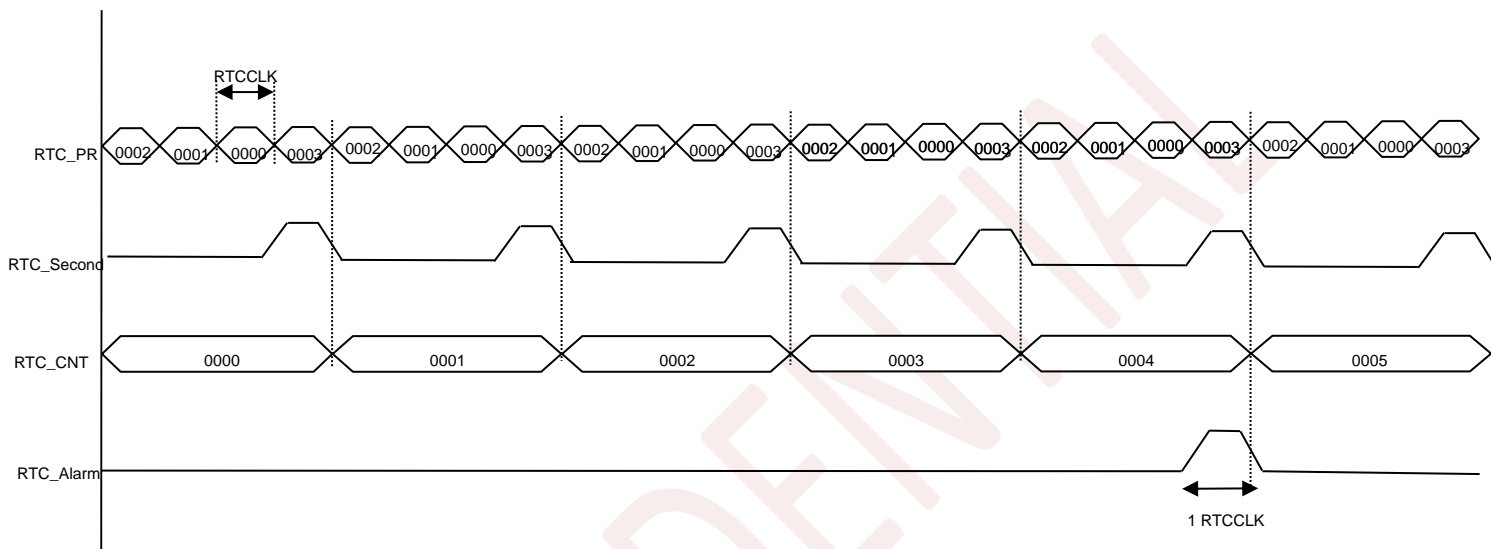 RTCCLK
RTC_PR 0002 0001 0000 0003 0002 0001 0000 0003 0002 0001 0000 0003 0002 0001 0000 0003 0002 0001 0000 0003 0002 0001 0000 0003
RTC_Second
RTC_CNT 0000 0001 0002 0003 0004 0005
RTC_Alarm
1 RTCCLK
DENTIAL